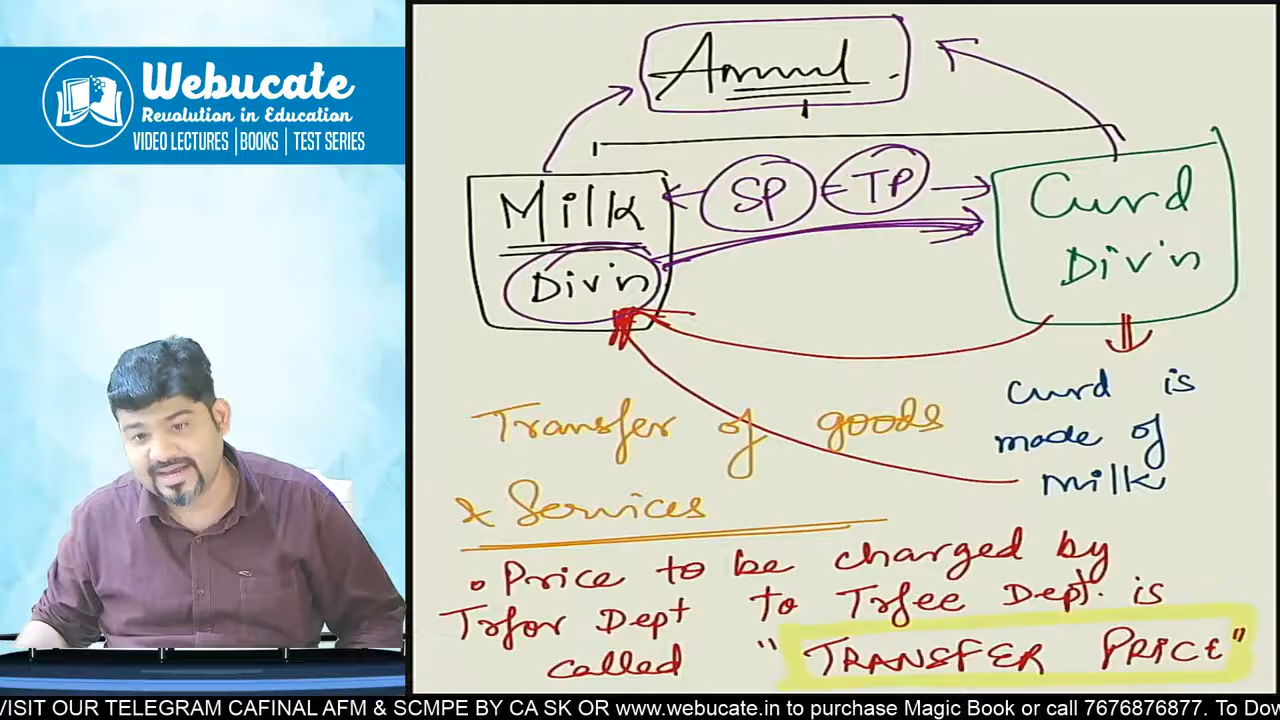 Webucate
Revolution in Education
VIDEO LECTURES | BOOKS | TEST SERIES
Amul
Milk
Div'n
SP
TP
Curd
Div'n
Curd is
made of
milk
Transfer of goods
& Services
• Price to be charged by
Trfor Dept to Trfee Dept. is
called "TRANSFER PRICE"
VISIT OUR TELEGRAM CAFINAL AFM & SCMPE BY CA SK OR www.webucate.in to purchase Magic Book or call 7676876877. To Dow